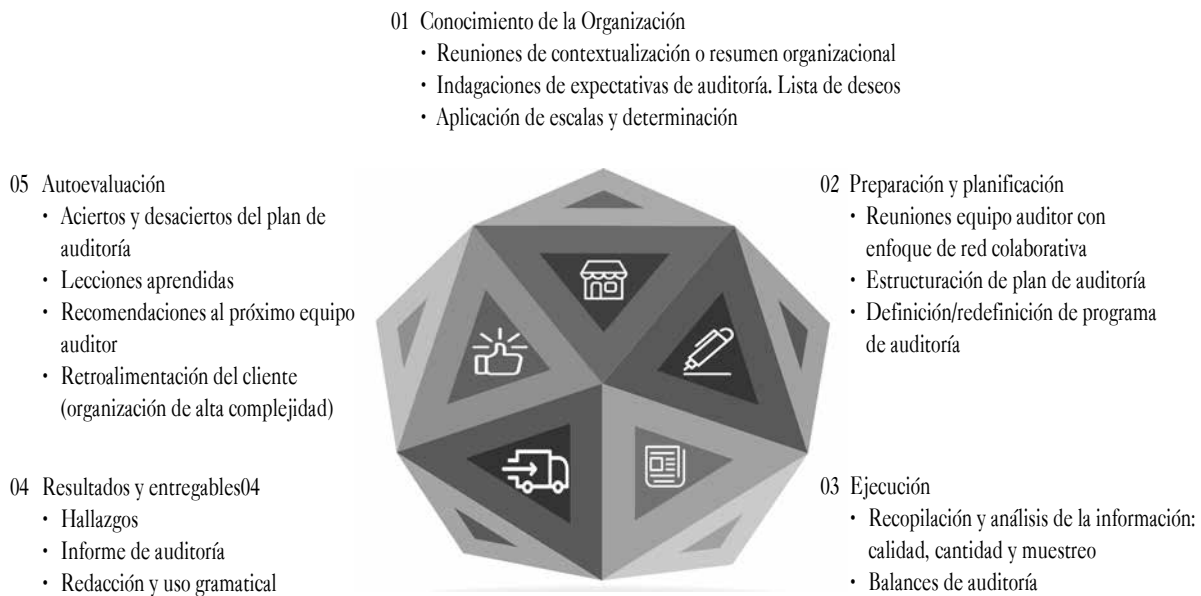 01 Conocimiento de la Organización
• Reuniones de contextualización o resumen organizacional
• Indagaciones de expectativas de auditoría. Lista de deseos
• Aplicación de escalas y determinación
02 Preparación y planificación
• Reuniones equipo auditor con
enfoque de red colaborativa
• Estructuración de plan de auditoría
• Definición/redefinición de programa
de auditoría
03 Ejecución
• Recopilación y análisis de la información:
calidad, cantidad y muestreo
• Balances de auditoría
04 Resultados y entregables04
• Hallazgos
• Informe de auditoría
• Redacción y uso gramatical
05 Autoevaluación
• Aciertos y desaciertos del plan de
auditoría
• Lecciones aprendidas
• Recomendaciones al próximo equipo
auditor
• Retroalimentación del cliente
(organización de alta complejidad)